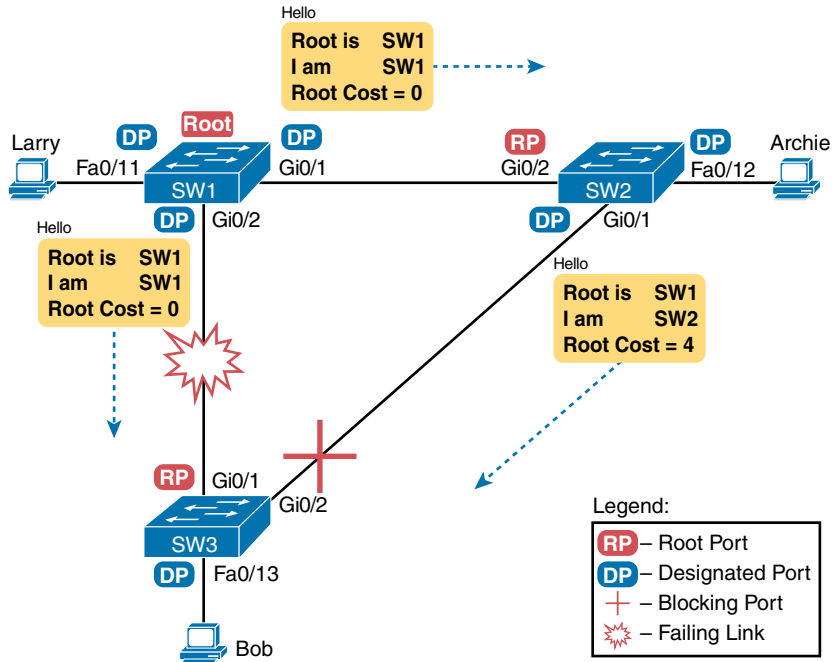 Hello
Root is SW1
I am SW1
Root Cost = 0
Larry
DP
Root
DP
RP
DP
Archie
Fa0/11
Gi0/1
Gi0/2
Fa0/12
SW1
SW2
DP
Gi0/2
DP
Gi0/1
Hello
Root is SW1
I am SW1
Root Cost = 0
Hello
Root is SW1
I am SW2
Root Cost = 4
RP
Gi0/1
Gi0/2
SW3
DP
Fa0/13
Bob
Legend:
RP – Root Port
DP – Designated Port
– Blocking Port
– Failing Link